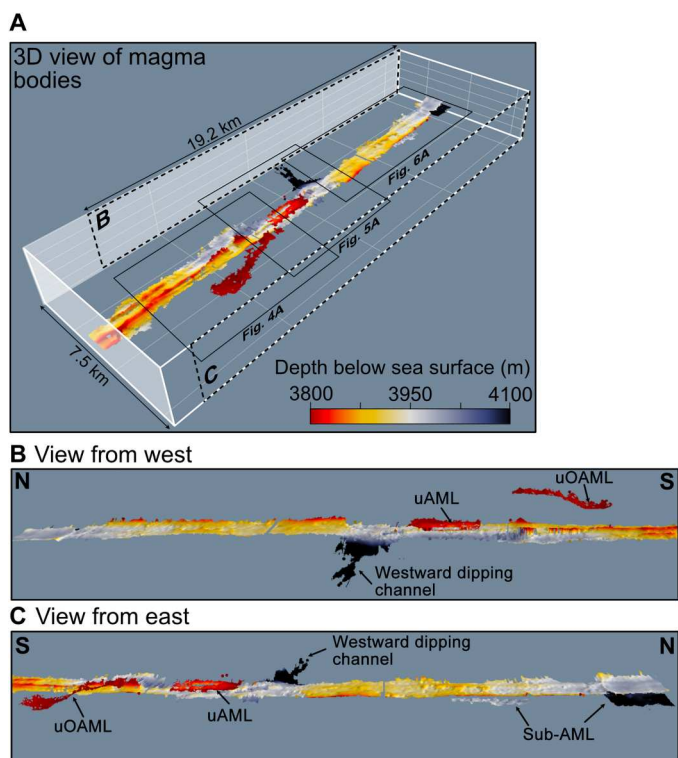 A
3D view of magma
bodies
19.2 km
B
Fig. 6A
Fig. 5A
Fig. 4A
C
7.5 km
Depth below sea surface (m)
3800 3950 4100
B View from west
N S
uOAML
uAML
Westward dipping
channel
C View from east
S N
Westward dipping
channel
uOAML
uAML
Sub-AML